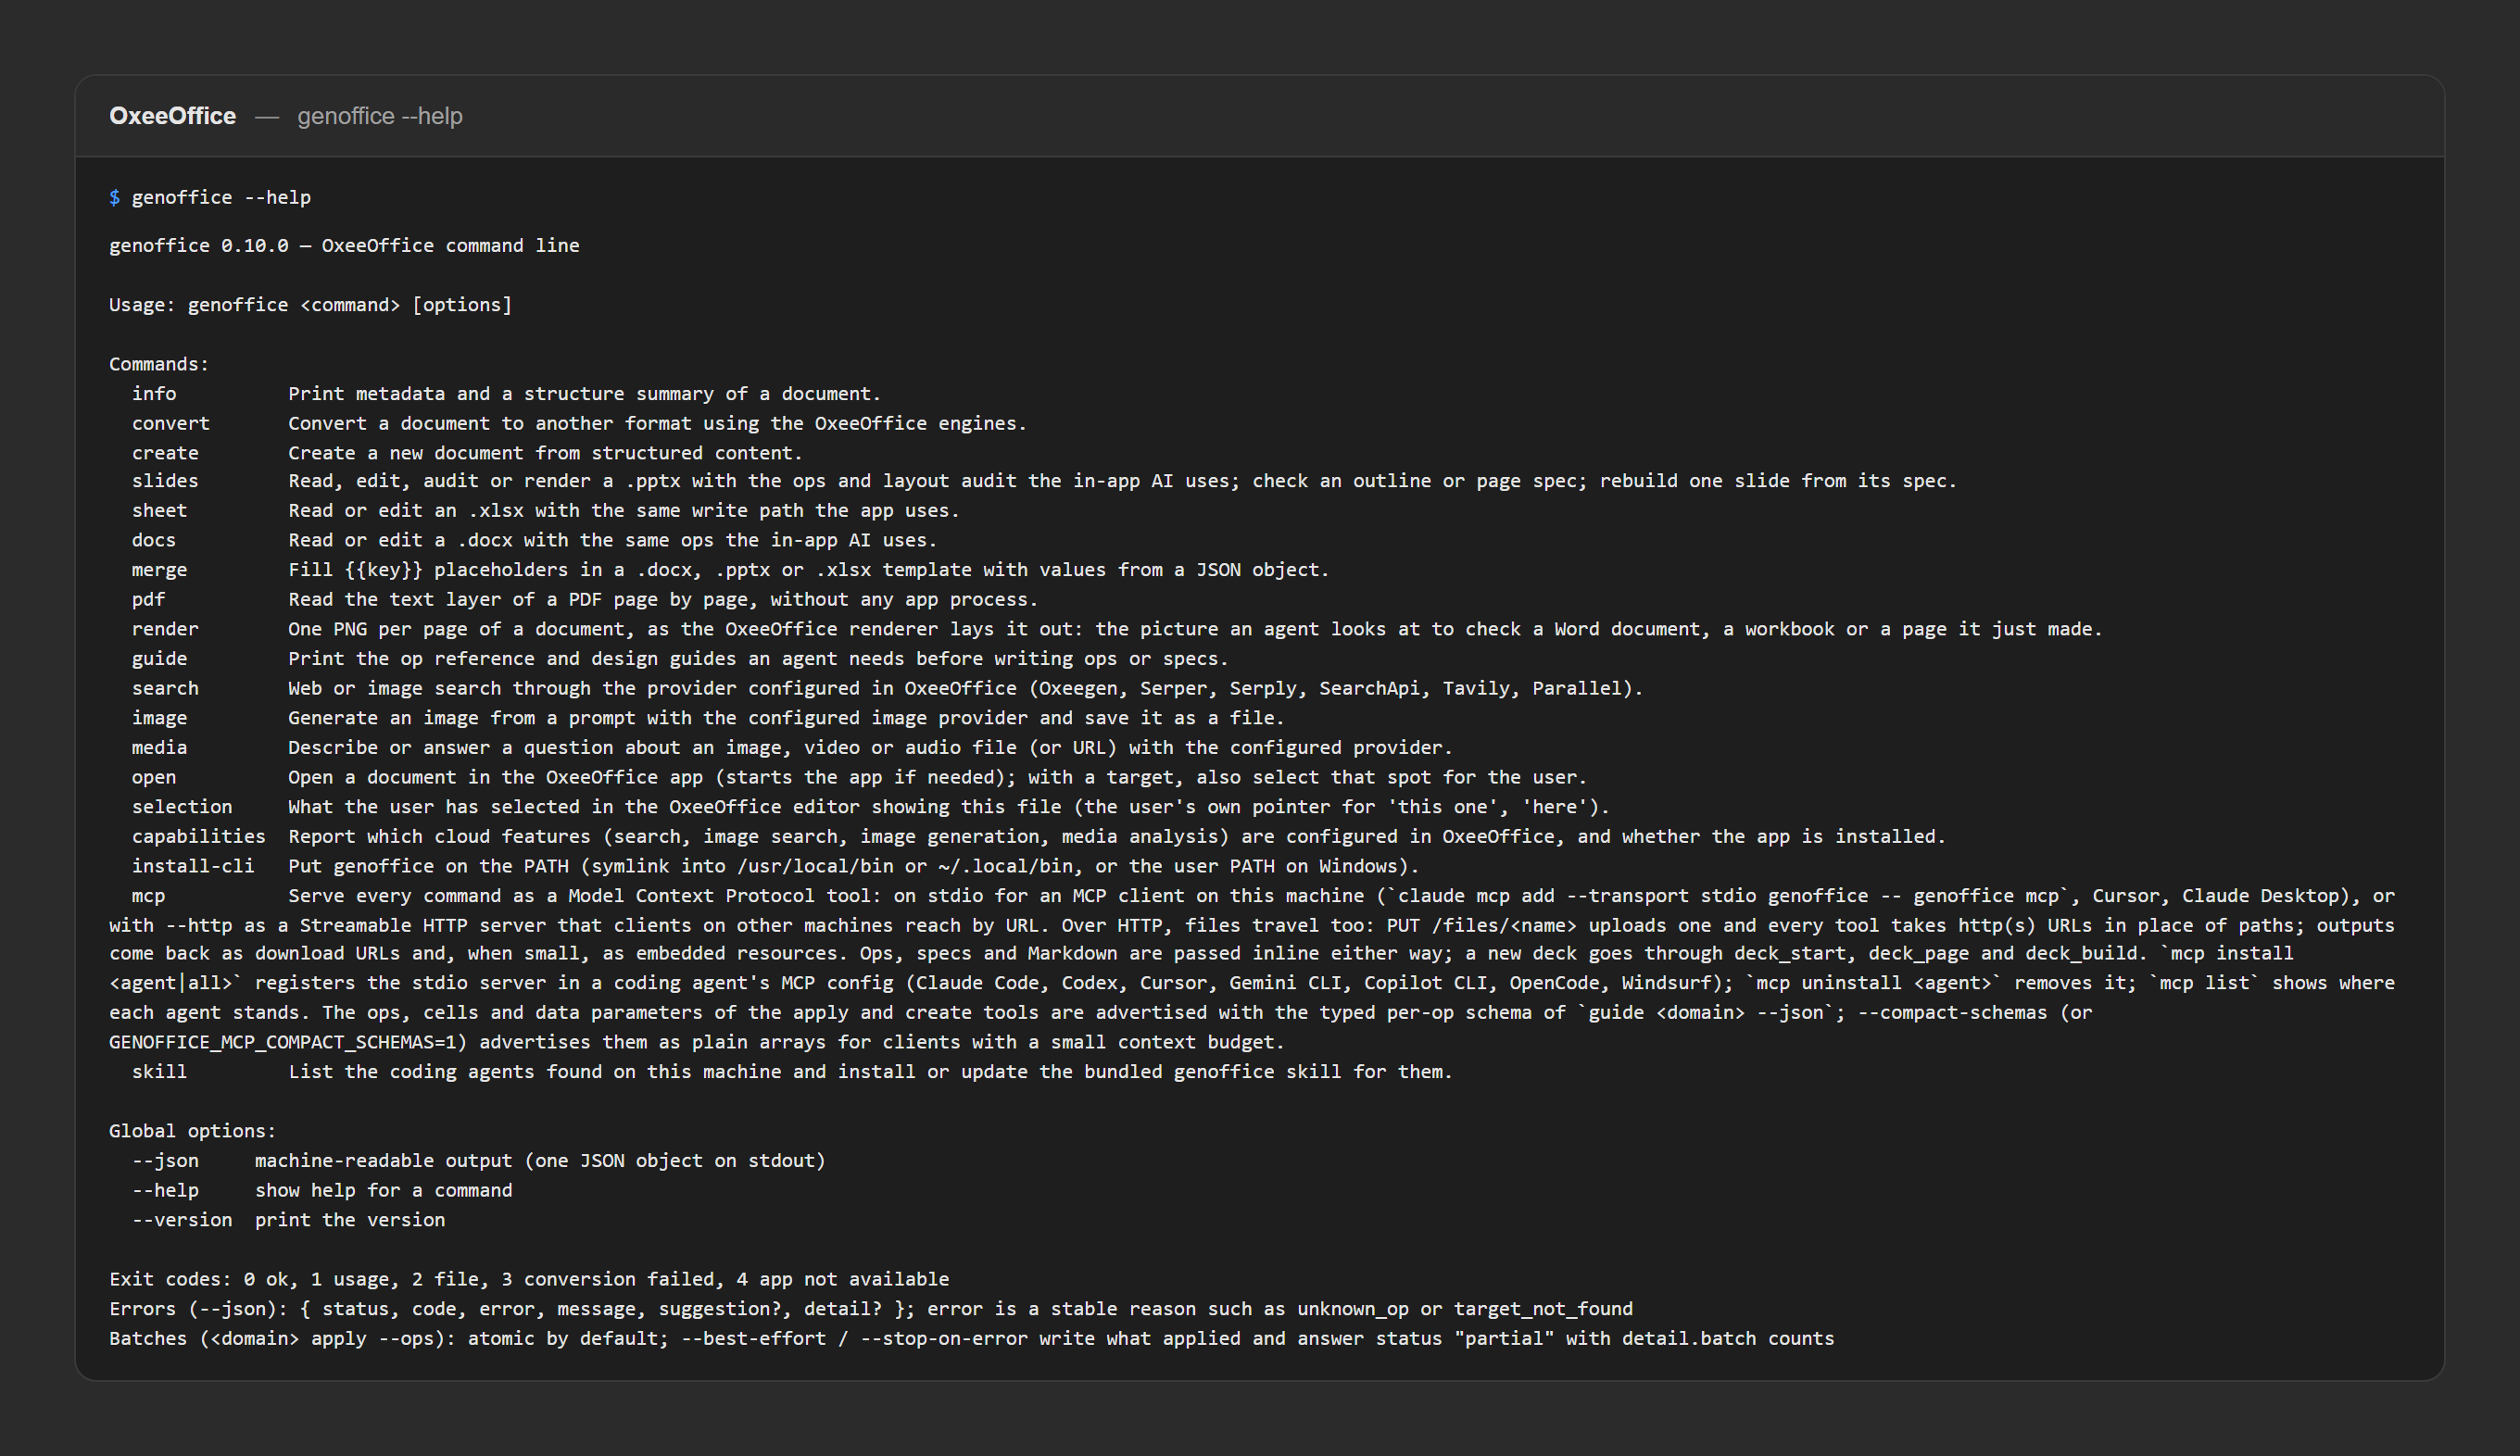 OxeeOffice — genoffice --help
$ genoffice --help
genoffice 0.10.0 — OxeeOffice command line
Usage: genoffice <command> [options]
Commands:
  info          Print metadata and a structure summary of a document.
  convert       Convert a document to another format using the OxeeOffice engines.
  create        Create a new document from structured content.
  slides        Read, edit, audit or render a .pptx with the ops and layout audit the in-app AI uses; check an outline or page spec; rebuild one slide from its spec.
  sheet         Read or edit an .xlsx with the same write path the app uses.
  docs          Read or edit a .docx with the same ops the in-app AI uses.
  merge         Fill {{key}} placeholders in a .docx, .pptx or .xlsx template with values from a JSON object.
  pdf           Read the text layer of a PDF page by page, without any app process.
  render        One PNG per page of a document, as the OxeeOffice renderer lays it out: the picture an agent looks at to check a Word document, a workbook or a page it just made.
  guide         Print the op reference and design guides an agent needs before writing ops or specs.
  search        Web or image search through the provider configured in OxeeOffice (Oxeegen, Serper, Serply, SearchApi, Tavily, Parallel).
  image         Generate an image from a prompt with the configured image provider and save it as a file.
  media         Describe or answer a question about an image, video or audio file (or URL) with the configured provider.
  open          Open a document in the OxeeOffice app (starts the app if needed); with a target, also select that spot for the user.
  selection     What the user has selected in the OxeeOffice editor showing this file (the user's own pointer for 'this one', 'here').
  capabilities  Report which cloud features (search, image search, image generation, media analysis) are configured in OxeeOffice, and whether the app is installed.
  install-cli   Put genoffice on the PATH (symlink into /usr/local/bin or ~/.local/bin, or the user PATH on Windows).
  mcp           Serve every command as a Model Context Protocol tool: on stdio for an MCP client on this machine (`claude mcp add --transport stdio genoffice -- genoffice mcp`, Cursor, Claude Desktop), or
with --http as a Streamable HTTP server that clients on other machines reach by URL. Over HTTP, files travel too: PUT /files/<name> uploads one and every tool takes http(s) URLs in place of paths; outputs
come back as download URLs and, when small, as embedded resources. Ops, specs and Markdown are passed inline either way; a new deck goes through deck_start, deck_page and deck_build. `mcp install
<agent|all>` registers the stdio server in a coding agent's MCP config (Claude Code, Codex, Cursor, Gemini CLI, Copilot CLI, OpenCode, Windsurf); `mcp uninstall <agent>` removes it; `mcp list` shows where
each agent stands. The ops, cells and data parameters of the apply and create tools are advertised with the typed per-op schema of `guide <domain> --json`; --compact-schemas (or
GENOFFICE_MCP_COMPACT_SCHEMAS=1) advertises them as plain arrays for clients with a small context budget.
  skill         List the coding agents found on this machine and install or update the bundled genoffice skill for them.
Global options:
  --json     machine-readable output (one JSON object on stdout)
  --help     show help for a command
  --version  print the version
Exit codes: 0 ok, 1 usage, 2 file, 3 conversion failed, 4 app not available
Errors (--json): { status, code, error, message, suggestion?, detail? }; error is a stable reason such as unknown_op or target_not_found
Batches (<domain> apply --ops): atomic by default; --best-effort / --stop-on-error write what applied and answer status "partial" with detail.batch counts